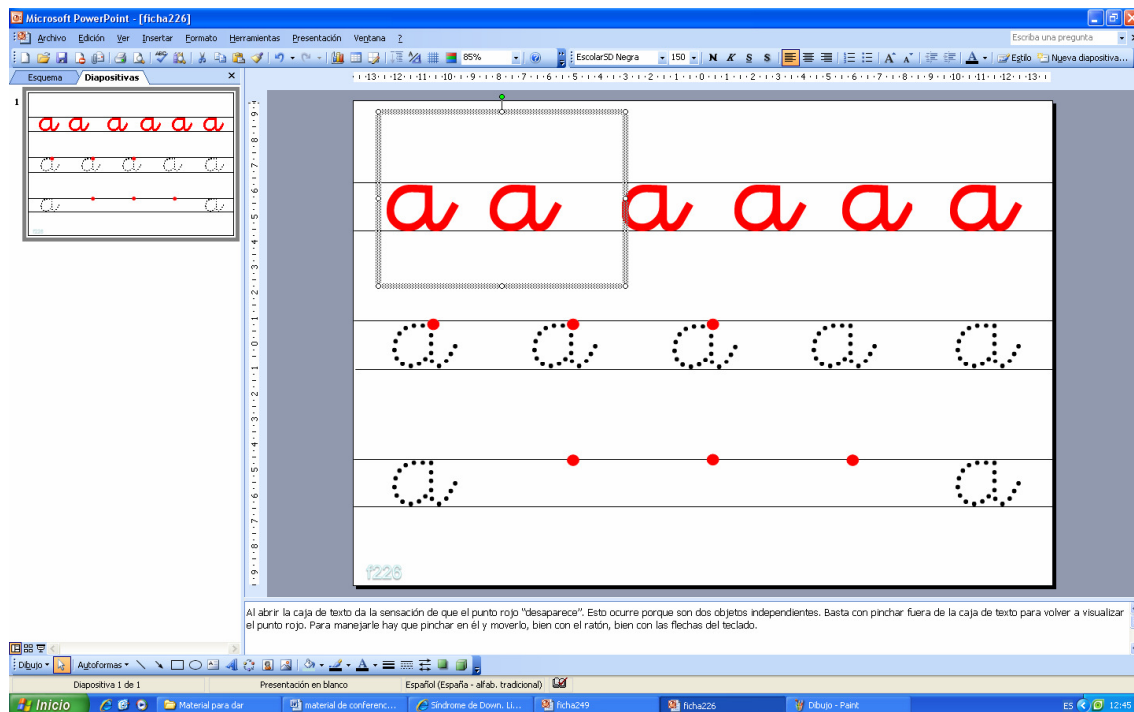 Microsoft PowerPoint - [ficha226]
Archivo Edición Ver Insertar Formato Herramientas Presentación Ventana ? Escriba una pregunta
85% EscolarSD Negra 150 N K S S Estilo Nueva diapositiva...
Esquema Diapositivas
1
a a a a a a
a a a a a
a a
a a a a a a
a a a a a
a a
f226
Al abrir la caja de texto da la sensación de que el punto rojo "desaparece". Esto ocurre porque son dos objetos independientes. Basta con pinchar fuera de la caja de texto para volver a visualizar
el punto rojo. Para manejarle hay que pinchar en él y moverlo, bien con el ratón, bien con las flechas del teclado.
Dibujo Autoformas
Diapositiva 1 de 1 Presentación en blanco Español (España - alfab. tradicional)
Inicio Material para dar material de conferenc... Síndrome de Down. Li... ficha249 ficha226 Dibujo - Paint ES 12:45